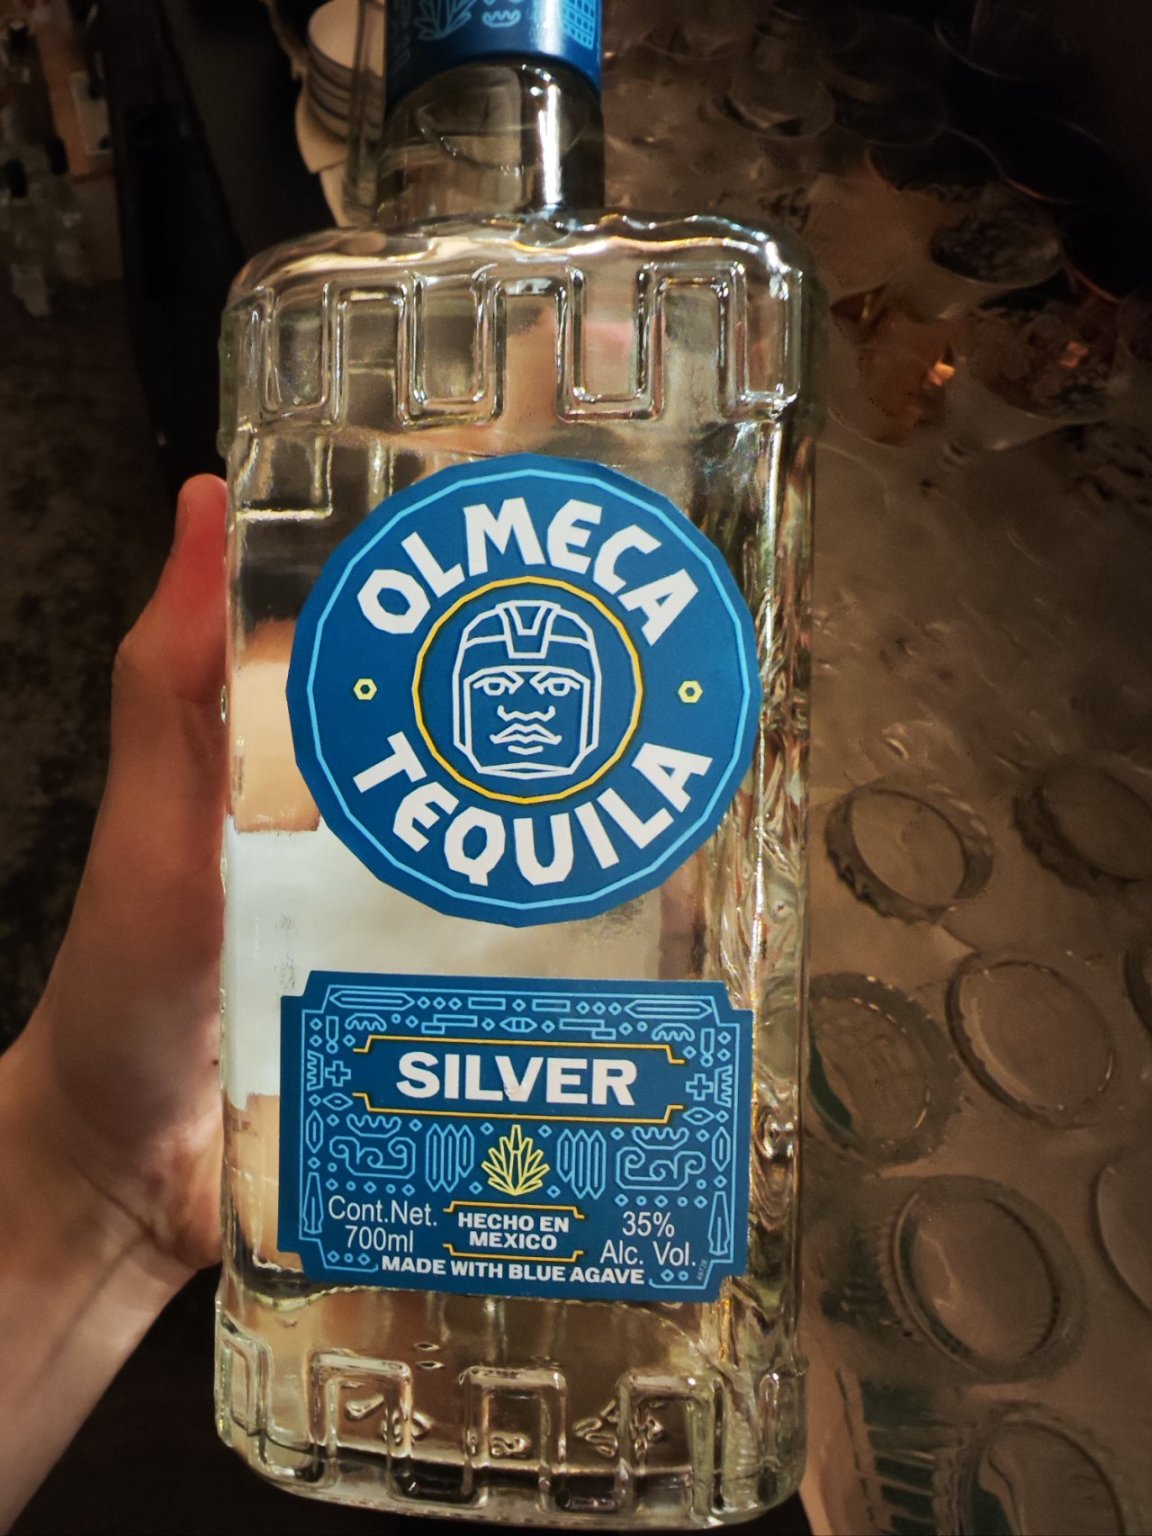 OLMECA
TEQUILA
SILVER
Cont.Net.
700ml
HECHO EN
MEXICO
35%
Alc. Vol.
MADE WITH BLUE AGAVE